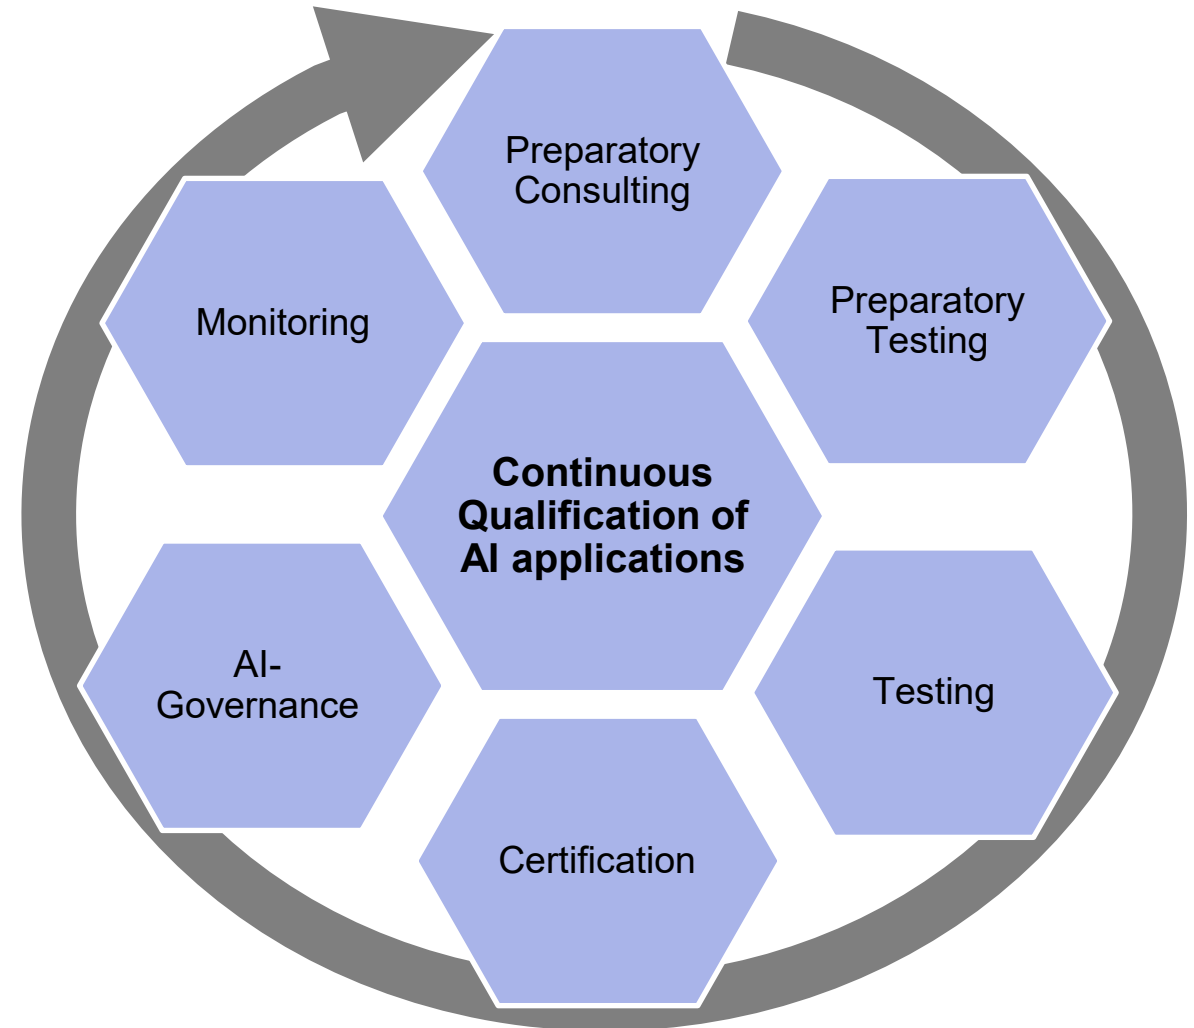 Preparatory
Consulting
Preparatory
Testing
Monitoring
Continuous
Qualification of
AI applications
AI-
Governance
Testing
Certification